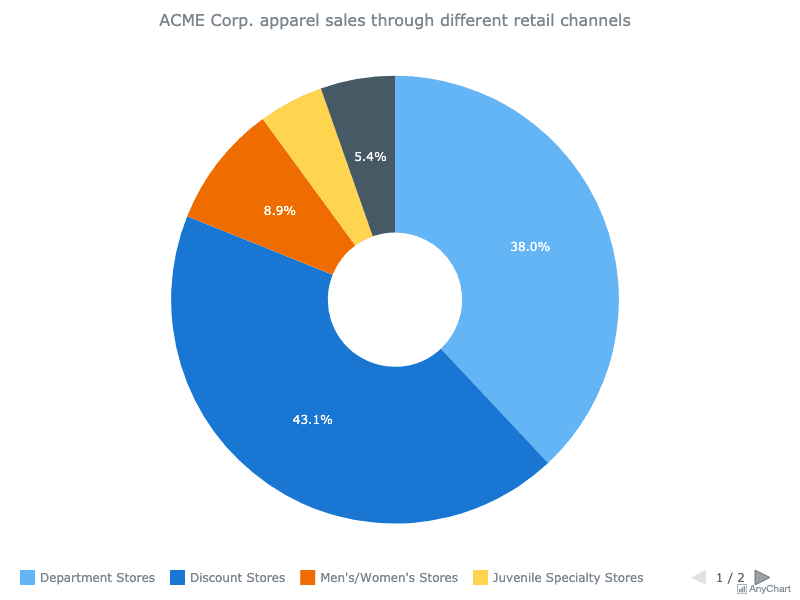 ACME Corp. apparel sales through different retail channels
5.4%
8.9%
38.0%
43.1%
Department Stores Discount Stores Men's/Women's Stores Juvenile Specialty Stores 1 / 2
AnyChart